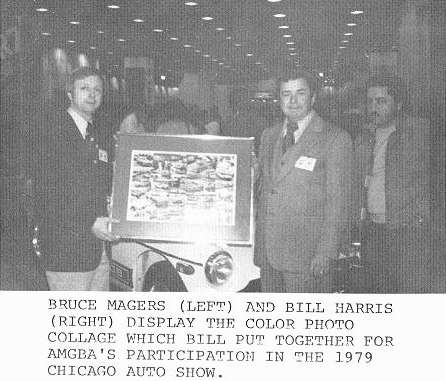 BRUCE MAGERS (LEFT) AND BILL HARRIS
(RIGHT) DISPLAY THE COLOR PHOTO
COLLAGE WHICH BILL PUT TOGETHER FOR
AMGBA'S PARTICIPATION IN THE 1979
CHICAGO AUTO SHOW.